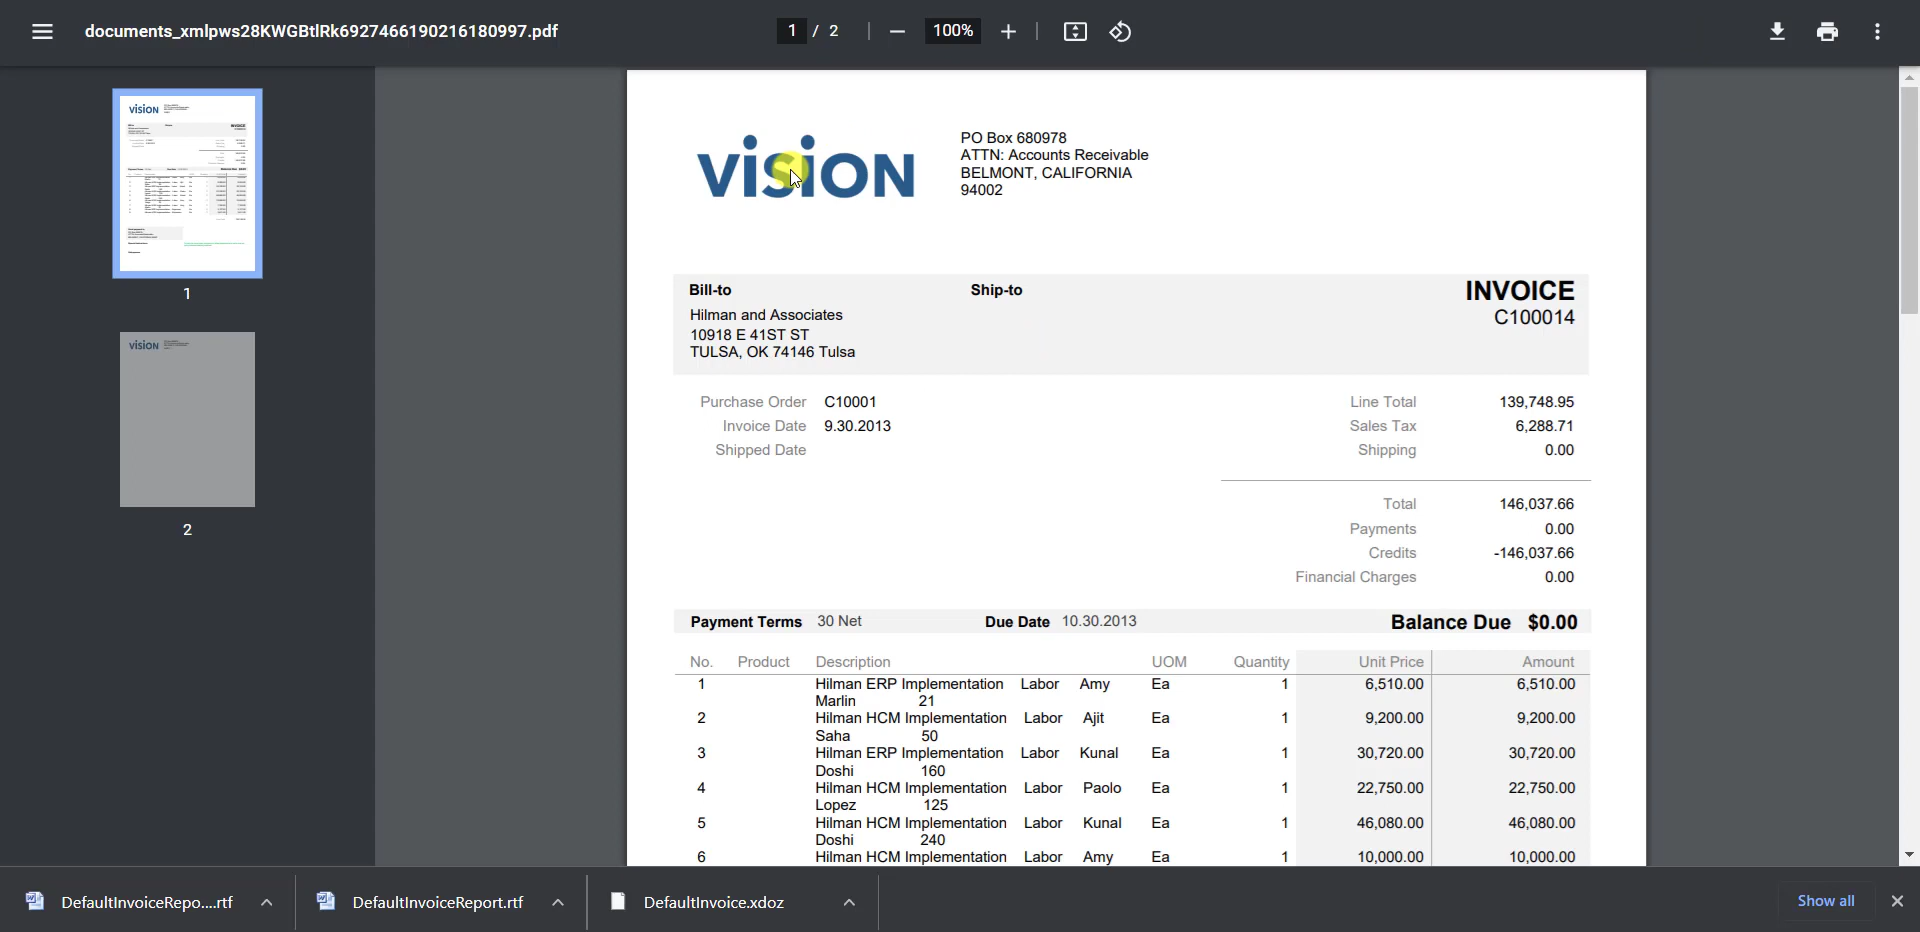 documents_xmlpws28KWGBtlRk6927466190216180997.pdf
1 / 2
100%
vision
1
vision
2
vision
PO Box 680978
ATTN: Accounts Receivable
BELMONT, CALIFORNIA
94002
Bill-to Ship-to INVOICE
C100014
Hilman and Associates
10918 E 41ST ST
TULSA, OK 74146 Tulsa
Purchase Order C10001 Line Total 139,748.95
Invoice Date 9.30.2013 Sales Tax 6,288.71
Shipped Date Shipping 0.00
Total 146,037.66
Payments 0.00
Credits -146,037.66
Financial Charges 0.00
Payment Terms 30 Net Due Date 10.30.2013 Balance Due $0.00
No. Product Description UOM Quantity Unit Price Amount
1 Hilman ERP Implementation Labor Amy Ea 1 6,510.00 6,510.00
Marlin 21
2 Hilman HCM Implementation Labor Ajit Ea 1 9,200.00 9,200.00
Saha 50
3 Hilman ERP Implementation Labor Kunal Ea 1 30,720.00 30,720.00
Doshi 160
4 Hilman HCM Implementation Labor Paolo Ea 1 22,750.00 22,750.00
Lopez 125
5 Hilman HCM Implementation Labor Kunal Ea 1 46,080.00 46,080.00
Doshi 240
6 Hilman HCM Implementation Labor Amy Ea 1 10,000.00 10,000.00
DefaultInvoiceRepo....rtf
DefaultInvoiceReport.rtf
DefaultInvoice.xdoz
Show all